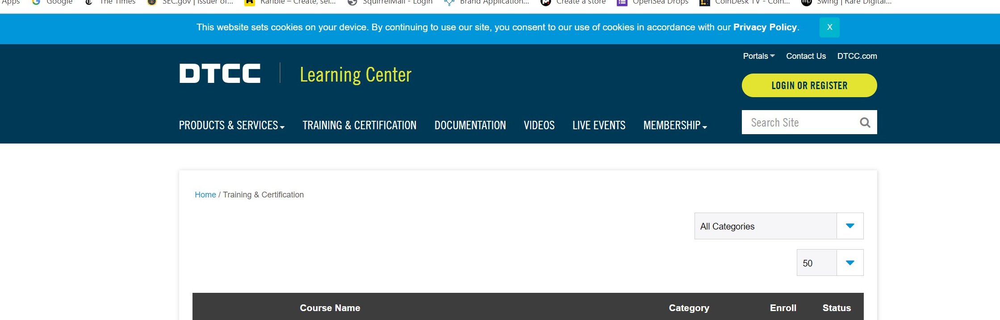 Apps Google The Times SEC.gov | Issuer of... Rarible – Create, sel... SquirrelMail - Login Brand Application... Create a store OpenSea Drops CoinDesk TV - Coin... Swing | Rare Digital...
This website sets cookies on your device. By continuing to use our site, you consent to our use of cookies in accordance with our Privacy Policy. X
Portals Contact Us DTCC.com
DTCC Learning Center
LOGIN OR REGISTER
PRODUCTS & SERVICES TRAINING & CERTIFICATION DOCUMENTATION VIDEOS LIVE EVENTS MEMBERSHIP Search Site
Home / Training & Certification
All Categories
50
Course Name Category Enroll Status